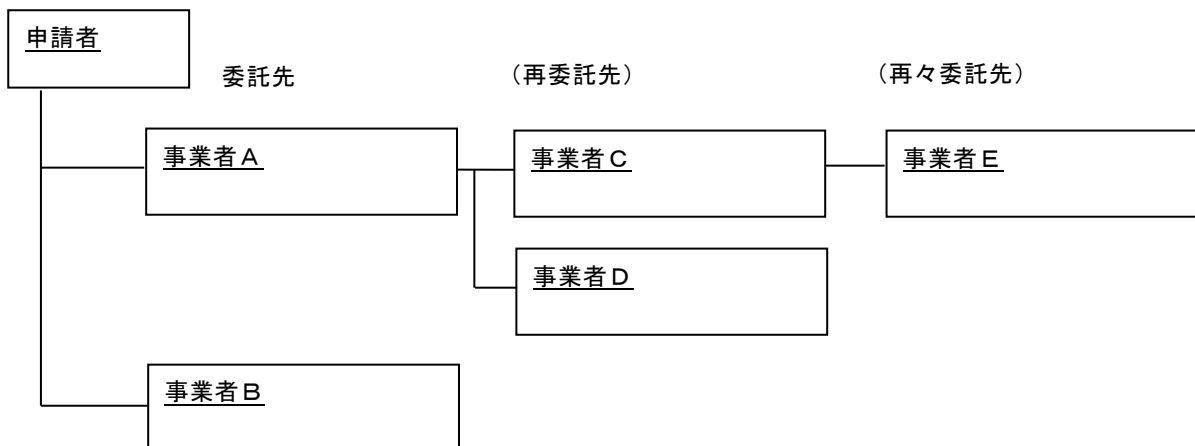 申請者
委託先
（再委託先）
（再々委託先）
事業者Ａ
事業者Ｃ
事業者Ｅ
事業者Ｄ
事業者Ｂ